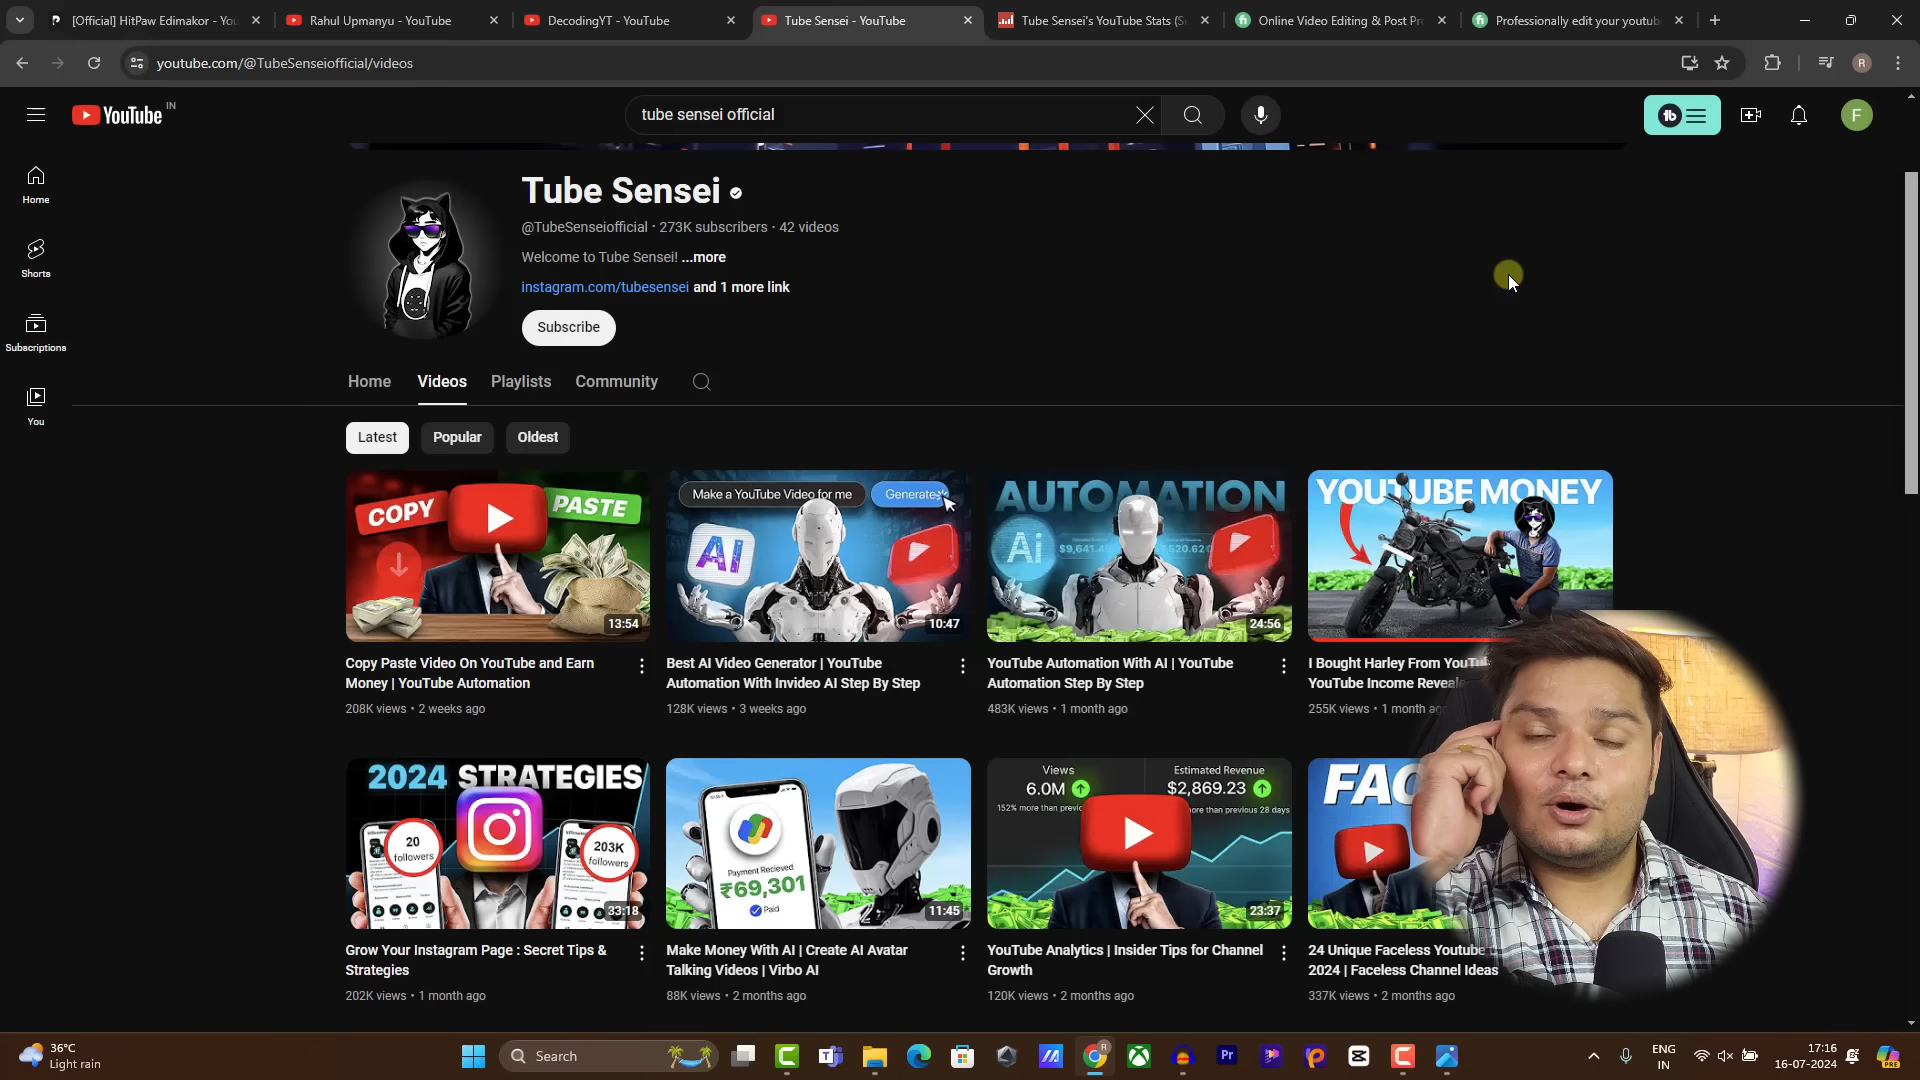 [Official] HitPaw Edimakor - You
Rahul Upmanyu - YouTube
DecodingYT - YouTube
Tube Sensei - YouTube
Tube Sensei's YouTube Stats (S
Online Video Editing & Post Pr
Professionally edit your youtub
youtube.com/@TubeSenseiofficial/videos
R
YouTube IN
tube sensei official
F
Home
Shorts
Subscriptions
You
Tube Sensei
@TubeSenseiofficial · 273K subscribers · 42 videos
Welcome to Tube Sensei! ...more
instagram.com/tubesensei and 1 more link
Subscribe
Home
Videos
Playlists
Community
Latest
Popular
Oldest
COPY
PASTE
13:54
Make a YouTube Video for me
Generate
AI
10:47
AUTOMATION
Ai
24:56
YOUTUBE MONEY
Copy Paste Video On YouTube and Earn
Money | YouTube Automation
208K views • 2 weeks ago
Best AI Video Generator | YouTube
Automation With Invideo AI Step By Step
128K views • 3 weeks ago
YouTube Automation With AI | YouTube
Automation Step By Step
483K views • 1 month ago
I Bought Harley From YouTu
YouTube Income Reveale
255K views • 1 month ago
2024 STRATEGIES
20
followers
203K
followers
33:18
Payment Recieved
₹69,301
Paid
11:45
Views
6.0M
Estimated Revenue
$2,869.23
more than previous 28 days
23:37
FAC
Grow Your Instagram Page : Secret Tips &
Strategies
202K views • 1 month ago
Make Money With AI | Create AI Avatar
Talking Videos | Virbo AI
88K views • 2 months ago
YouTube Analytics | Insider Tips for Channel
Growth
120K views • 2 months ago
24 Unique Faceless Youtube
2024 | Faceless Channel Ideas
337K views • 2 months ago
36°C
Light rain
Search
Pr
ENG
IN
17:16
16-07-2024